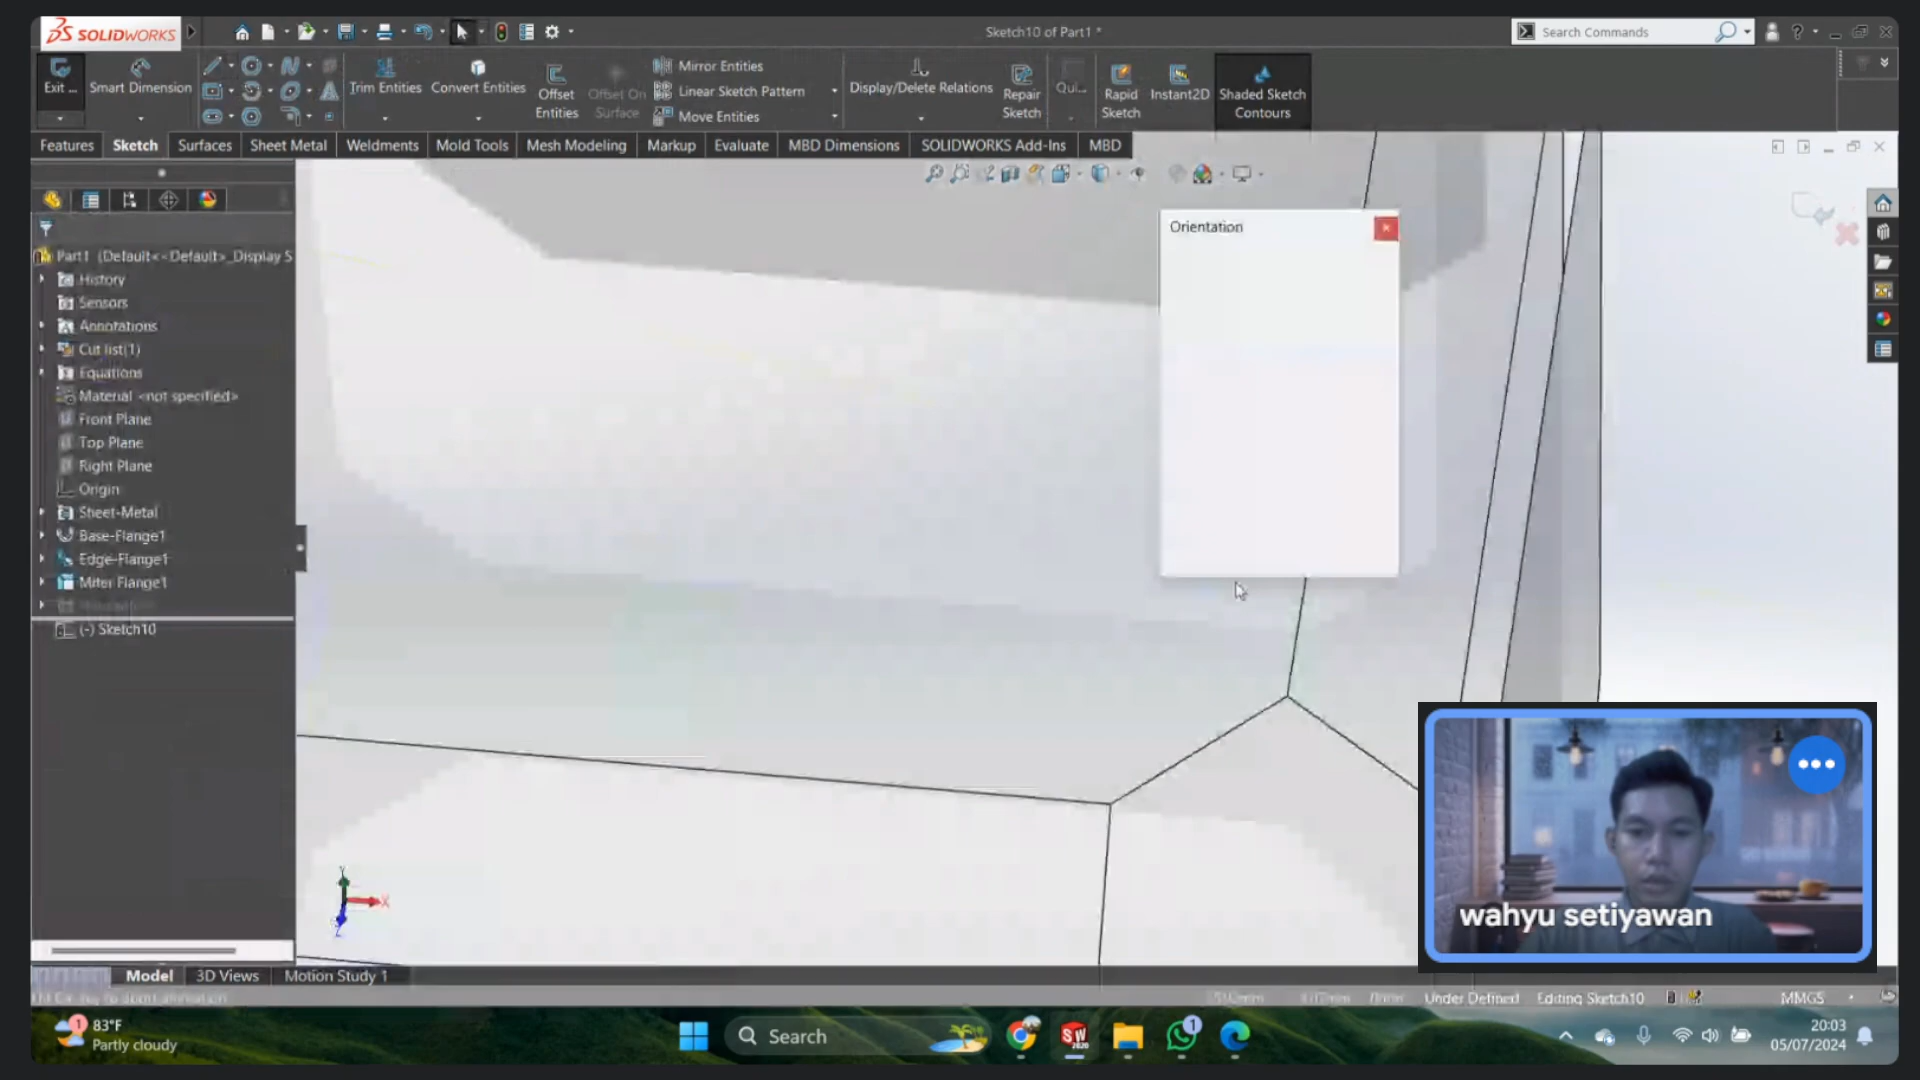 SOLIDWORKS
Sketch10 of Part1 *
Search Commands
Exit ...
Smart Dimension
Trim Entities
Convert Entities
Offset Entities
Offset On Surface
Mirror Entities
Linear Sketch Pattern
Move Entities
Display/Delete Relations
Repair Sketch
Qui...
Rapid Sketch
Instant2D
Shaded Sketch Contours
Features
Sketch
Surfaces
Sheet Metal
Weldments
Mold Tools
Mesh Modeling
Markup
Evaluate
MBD Dimensions
SOLIDWORKS Add-Ins
MBD
Orientation
Part1 (Default<<Default>_Display S
History
Sensors
Annotations
Cut list(1)
Equations
Material <not specified>
Front Plane
Top Plane
Right Plane
Origin
Sheet-Metal
Base-Flange1
Edge-Flange1
Miter Flange1
(-) Sketch10
Y
X
Z
wahyu setiyawan
Model
3D Views
Motion Study 1
Under Defined
Editing Sketch10
MMGS
1
83°F
Partly cloudy
Search
SW
2020
1
20:03
05/07/2024